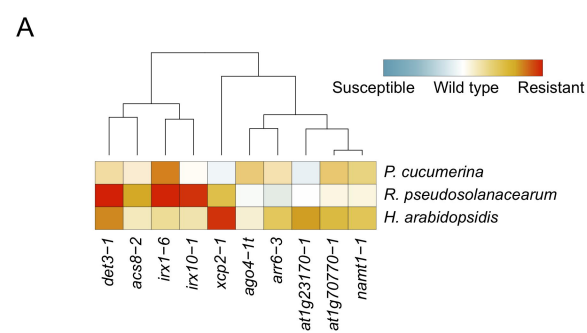 A
Susceptible Wild type Resistant
P. cucumerina
R. pseudosolanacearum
H. arabidopsidis
det3−1
acs8−2
irx1−6
irx10−1
xcp2−1
ago4−1t
arr6−3
at1g23170−1
at1g70770−1
namt1−1